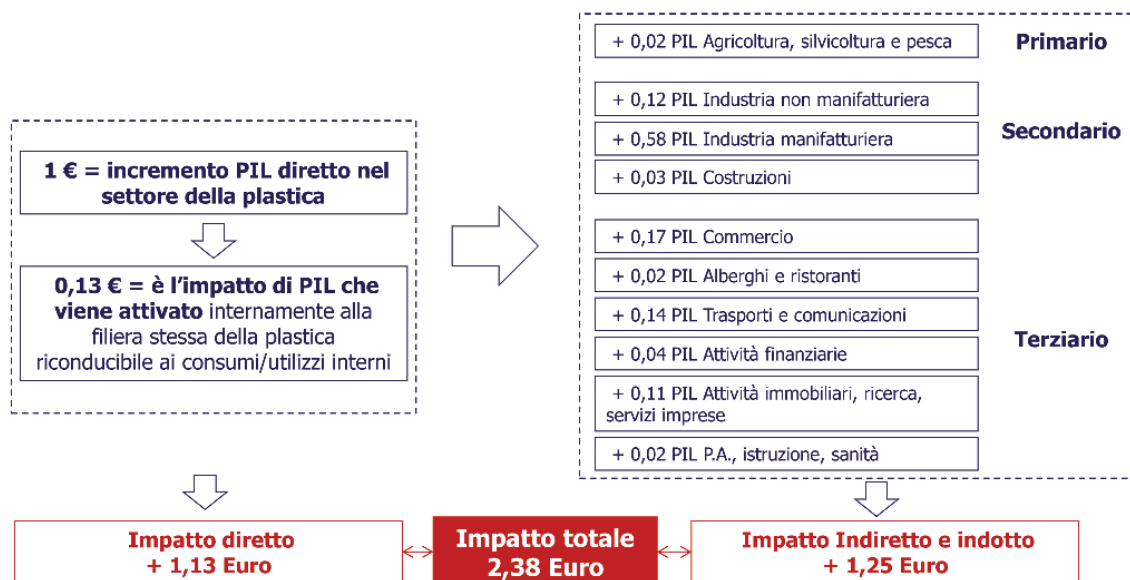 1 € = incremento PIL diretto nel
settore della plastica
0,13 € = è l'impatto di PIL che
viene attivato internamente alla
filiera stessa della plastica
riconducibile ai consumi/utilizzi interni
+ 0,02 PIL Agricoltura, silvicoltura e pesca
Primario
+ 0,12 PIL Industria non manifatturiera
+ 0,58 PIL Industria manifatturiera
+ 0,03 PIL Costruzioni
Secondario
+ 0,17 PIL Commercio
+ 0,02 PIL Alberghi e ristoranti
+ 0,14 PIL Trasporti e comunicazioni
+ 0,04 PIL Attività finanziarie
+ 0,11 PIL Attività immobiliari, ricerca,
servizi imprese
+ 0,02 PIL P.A., istruzione, sanità
Terziario
Impatto diretto
+ 1,13 Euro
Impatto totale
2,38 Euro
Impatto Indiretto e indotto
+ 1,25 Euro